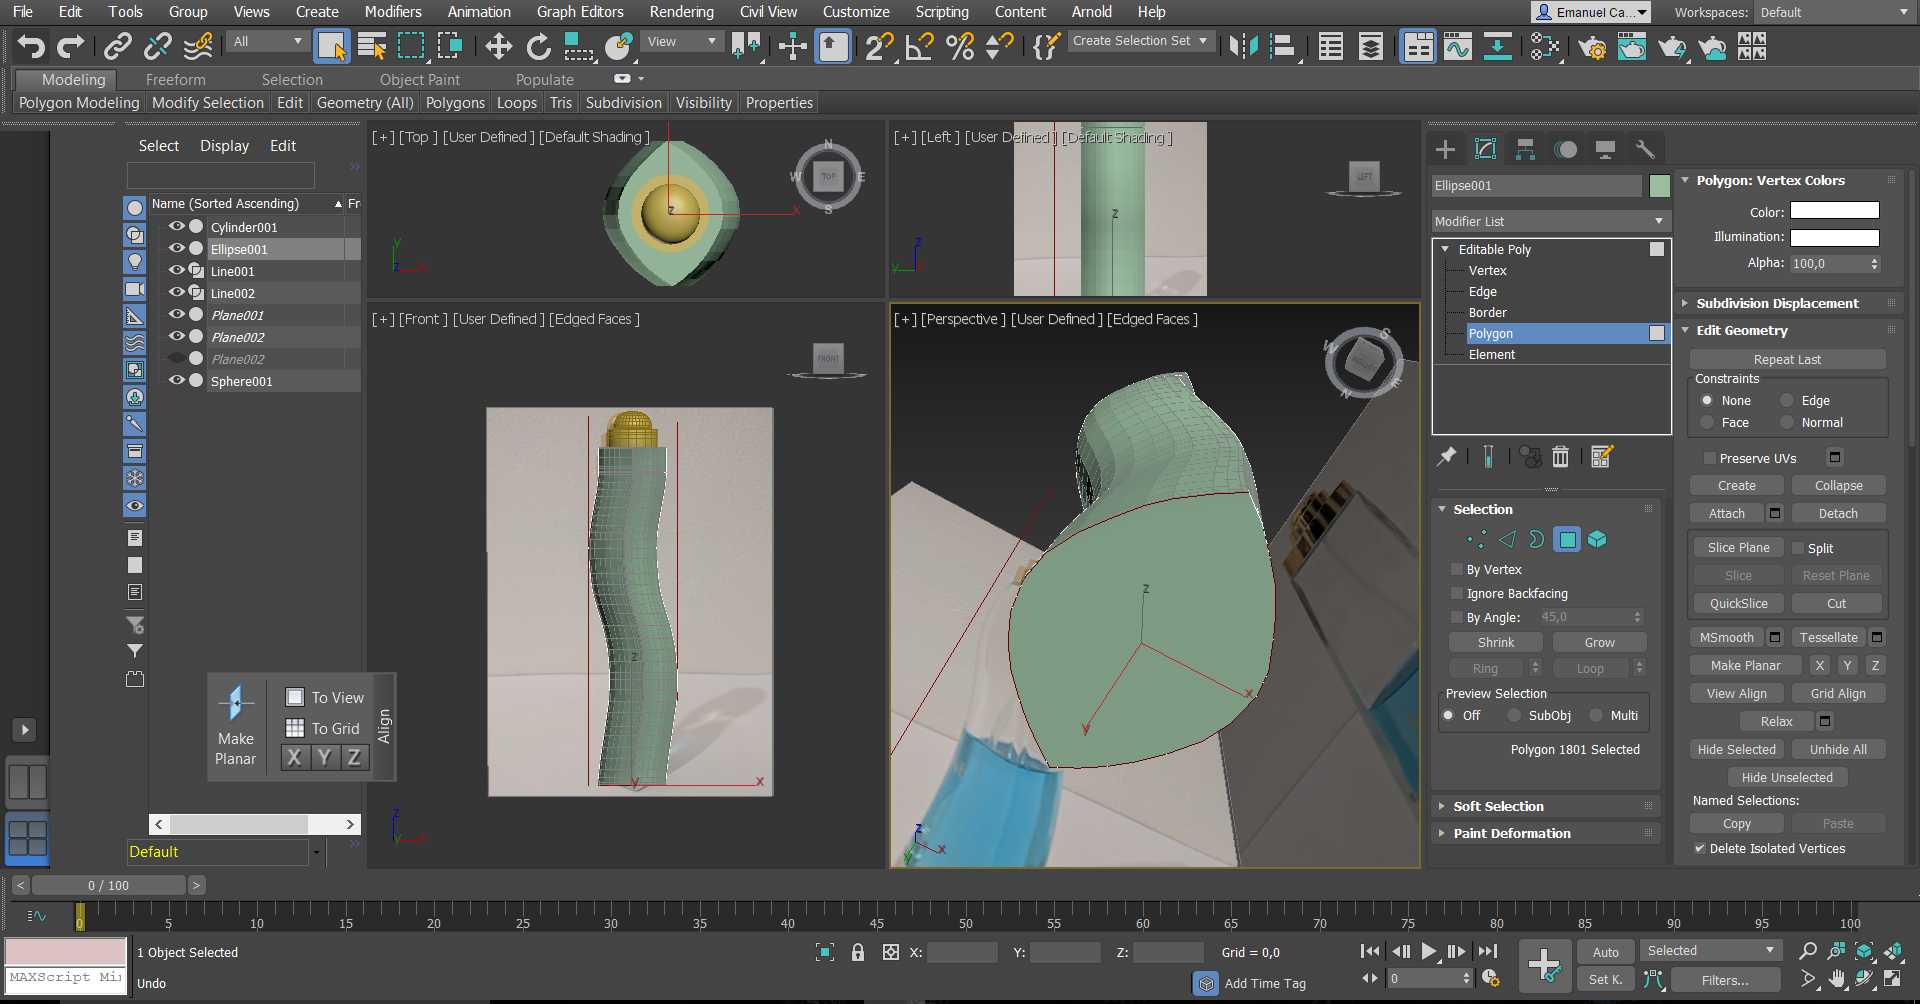 File Edit Tools Group Views Create Modifiers Animation Graph Editors Rendering Civil View Customize Scripting Content Arnold Help Emanuel Ca... Workspaces: Default
All View Create Selection Set
Modeling Freeform Selection Object Paint Populate
Polygon Modeling Modify Selection Edit Geometry (All) Polygons Loops Tris Subdivision Visibility Properties
Select Display Edit
Name (Sorted Ascending) Fr
Cylinder001
Ellipse001
Line001
Line002
Plane001
Plane002
Plane002
Sphere001
Make Planar
To View
To Grid
X Y Z
Align
Default
[+] [Top ] [User Defined ] [Default Shading ]
N
W TOP E
S
z x
y
z x
[+] [Left ] [User Defined ] [Default Shading ]
LEFT
z
z
y x
[+] [Front ] [User Defined ] [Edged Faces ]
FRONT
z
y x
z
y x
[+] [Perspective ] [User Defined ] [Edged Faces ]
S
W
E
N
z
x
y
z
x
y
Ellipse001
Modifier List
Editable Poly
Vertex
Edge
Border
Polygon
Element
Selection
By Vertex
Ignore Backfacing
By Angle: 45,0
Shrink Grow
Ring Loop
Preview Selection
Off SubObj Multi
Polygon 1801 Selected
Soft Selection
Paint Deformation
Polygon: Vertex Colors
Color:
Illumination:
Alpha: 100,0
Subdivision Displacement
Edit Geometry
Repeat Last
Constraints
None Edge
Face Normal
Preserve UVs
Create Collapse
Attach Detach
Slice Plane Split
Slice Reset Plane
QuickSlice Cut
MSmooth Tessellate
Make Planar X Y Z
View Align Grid Align
Relax
Hide Selected Unhide All
Hide Unselected
Named Selections:
Copy Paste
Delete Isolated Vertices
< 0 / 100 >
0 5 10 15 20 25 30 35 40 45 50 55 60 65 70 75 80 85 90 95 100
1 Object Selected X: Y: Z: Grid = 0,0 Auto Selected
MAXScript Mi
Undo Add Time Tag 0 Set K. Filters...